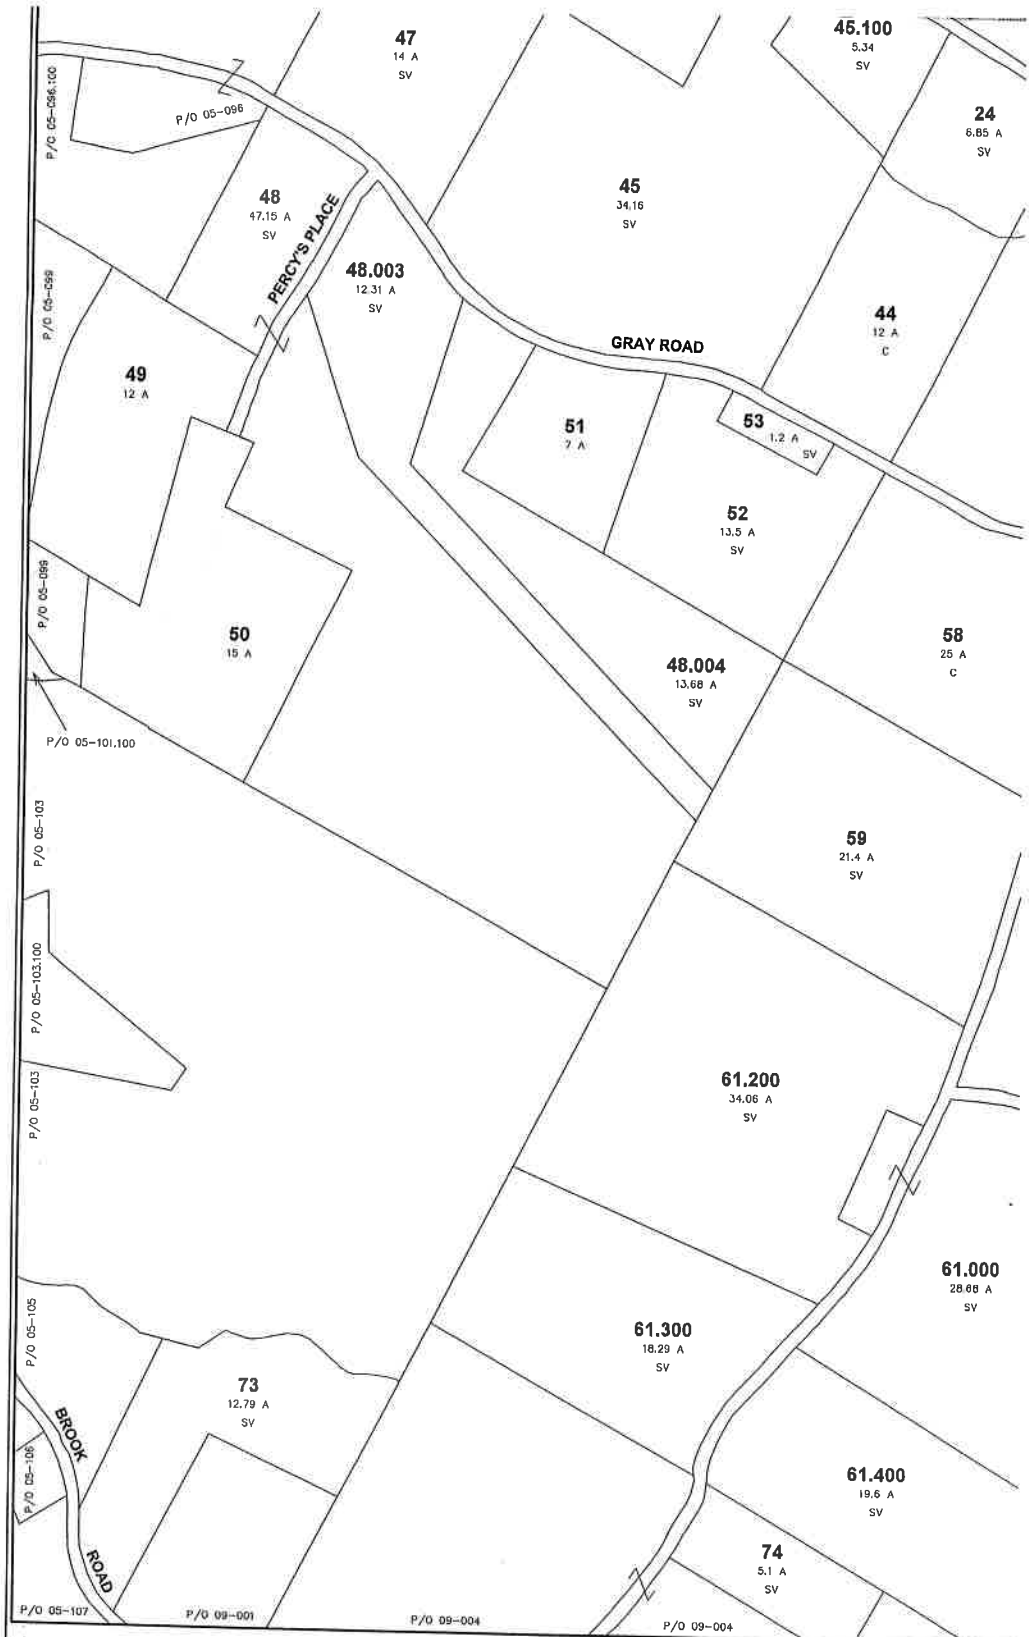 47
14 A
SV
45.100
5.34
SV
P/O 05-096.100
P/O 05-096
24
6.85 A
SV
48
47.15 A
SV
PERCY'S PLACE
45
34.16
SV
48.003
12.31 A
SV
P/O 05-099
44
12 A
C
GRAY ROAD
49
12 A
51
7 A
53
1.2 A
SV
52
13.5 A
SV
P/O 05-099
50
15 A
58
25 A
C
48.004
13.68 A
SV
P/O 05-101.100
P/O 05-103
59
21.4 A
SV
P/O 05-103.100
P/O 05-103
61.200
34.06 A
SV
61.000
28.68 A
SV
P/O 05-105
61.300
18.29 A
SV
73
12.79 A
SV
BROOK
ROAD
P/O 05-106
61.400
19.6 A
SV
74
5.1 A
SV
P/O 05-107
P/O 09-001
P/O 09-004
P/O 09-004